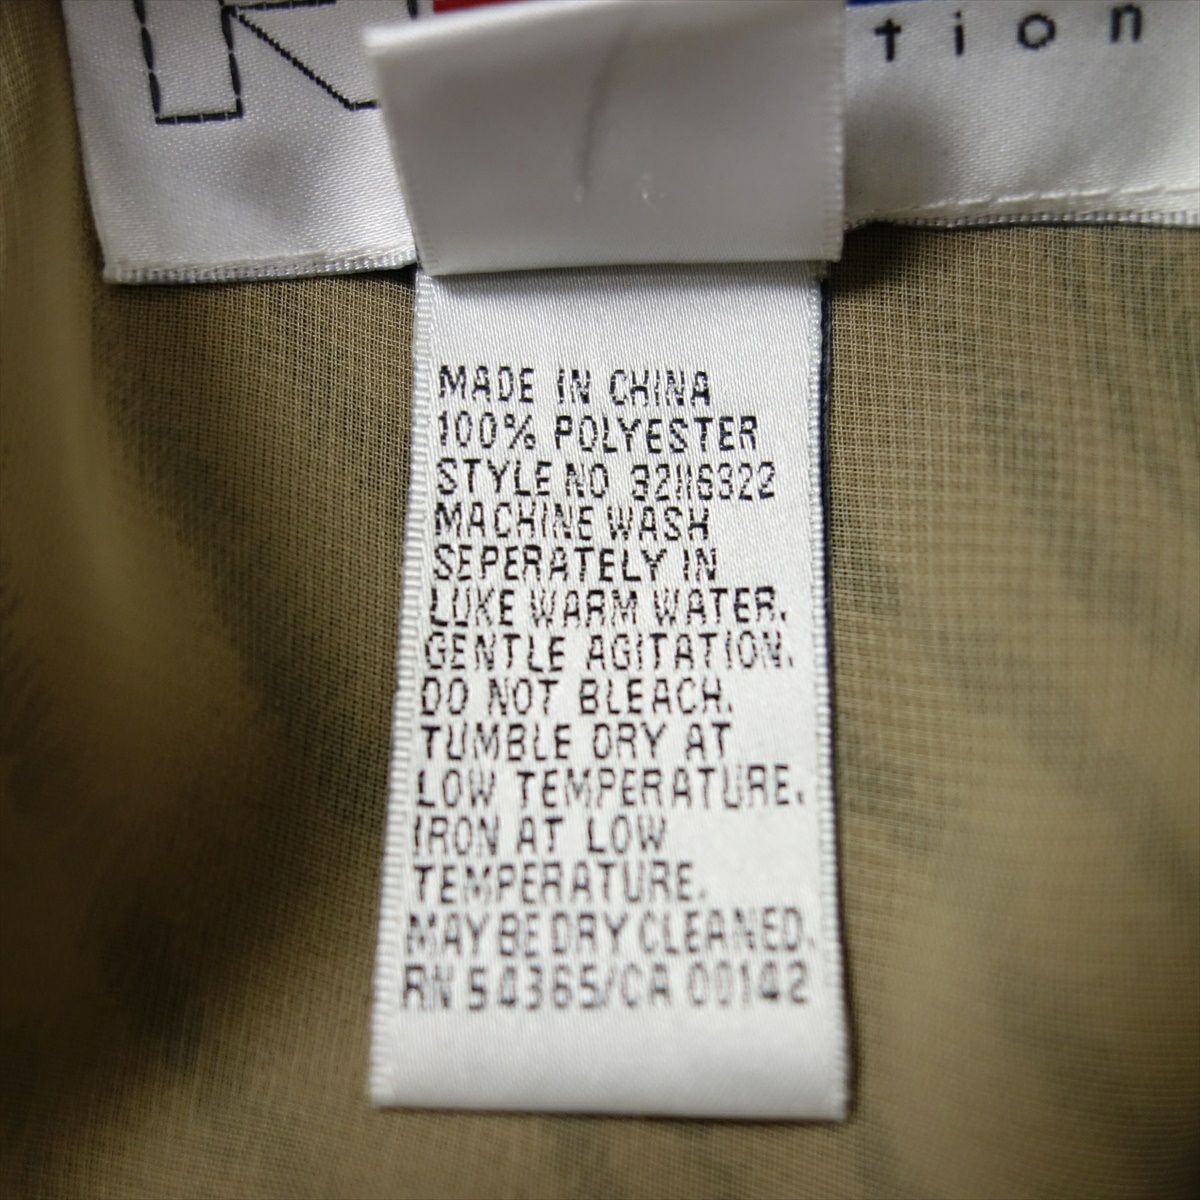 tion
MADE IN CHINA
100% POLYESTER
STYLE NO 32116322
MACHINE WASH
SEPERATELY IN
LUKE WARM WATER.
GENTLE AGITATION.
DO NOT BLEACH.
TUMBLE DRY AT
LOW TEMPERATURE.
IRON AT LOW
TEMPERATURE.
MAY BE DRY CLEANED.
RN 54365/CA 00142